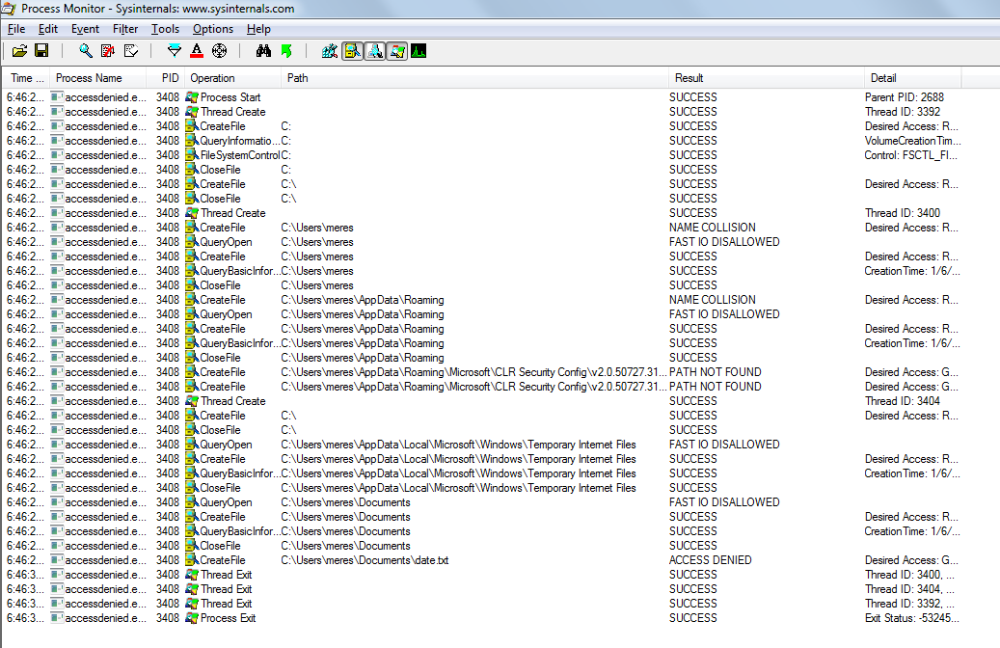 Process Monitor - Sysinternals: www.sysinternals.com
File Edit Event Filter Tools Options Help
Time ... Process Name PID Operation Path Result Detail
6:46:2... accessdenied.e... 3408 Process Start SUCCESS Parent PID: 2688
6:46:2... accessdenied.e... 3408 Thread Create SUCCESS Thread ID: 3392
6:46:2... accessdenied.e... 3408 CreateFile C: SUCCESS Desired Access: R...
6:46:2... accessdenied.e... 3408 QueryInformatio... C: SUCCESS VolumeCreationTim...
6:46:2... accessdenied.e... 3408 FileSystemControl C: SUCCESS Control: FSCTL_FI...
6:46:2... accessdenied.e... 3408 CloseFile C: SUCCESS
6:46:2... accessdenied.e... 3408 CreateFile C:\ SUCCESS Desired Access: R...
6:46:2... accessdenied.e... 3408 CloseFile C:\ SUCCESS
6:46:2... accessdenied.e... 3408 Thread Create SUCCESS Thread ID: 3400
6:46:2... accessdenied.e... 3408 CreateFile C:\Users\meres NAME COLLISION Desired Access: R...
6:46:2... accessdenied.e... 3408 QueryOpen C:\Users\meres FAST IO DISALLOWED
6:46:2... accessdenied.e... 3408 CreateFile C:\Users\meres SUCCESS Desired Access: R...
6:46:2... accessdenied.e... 3408 QueryBasicInfor... C:\Users\meres SUCCESS CreationTime: 1/6/...
6:46:2... accessdenied.e... 3408 CloseFile C:\Users\meres SUCCESS
6:46:2... accessdenied.e... 3408 CreateFile C:\Users\meres\AppData\Roaming NAME COLLISION Desired Access: R...
6:46:2... accessdenied.e... 3408 QueryOpen C:\Users\meres\AppData\Roaming FAST IO DISALLOWED
6:46:2... accessdenied.e... 3408 CreateFile C:\Users\meres\AppData\Roaming SUCCESS Desired Access: R...
6:46:2... accessdenied.e... 3408 QueryBasicInfor... C:\Users\meres\AppData\Roaming SUCCESS CreationTime: 1/6/...
6:46:2... accessdenied.e... 3408 CloseFile C:\Users\meres\AppData\Roaming SUCCESS
6:46:2... accessdenied.e... 3408 CreateFile C:\Users\meres\AppData\Roaming\Microsoft\CLR Security Config\v2.0.50727.31... PATH NOT FOUND Desired Access: G...
6:46:2... accessdenied.e... 3408 CreateFile C:\Users\meres\AppData\Roaming\Microsoft\CLR Security Config\v2.0.50727.31... PATH NOT FOUND Desired Access: G...
6:46:2... accessdenied.e... 3408 Thread Create SUCCESS Thread ID: 3404
6:46:2... accessdenied.e... 3408 CreateFile C:\ SUCCESS Desired Access: R...
6:46:2... accessdenied.e... 3408 CloseFile C:\ SUCCESS
6:46:2... accessdenied.e... 3408 QueryOpen C:\Users\meres\AppData\Local\Microsoft\Windows\Temporary Internet Files FAST IO DISALLOWED
6:46:2... accessdenied.e... 3408 CreateFile C:\Users\meres\AppData\Local\Microsoft\Windows\Temporary Internet Files SUCCESS Desired Access: R...
6:46:2... accessdenied.e... 3408 QueryBasicInfor... C:\Users\meres\AppData\Local\Microsoft\Windows\Temporary Internet Files SUCCESS CreationTime: 1/6/...
6:46:2... accessdenied.e... 3408 CloseFile C:\Users\meres\AppData\Local\Microsoft\Windows\Temporary Internet Files SUCCESS
6:46:2... accessdenied.e... 3408 QueryOpen C:\Users\meres\Documents FAST IO DISALLOWED
6:46:2... accessdenied.e... 3408 CreateFile C:\Users\meres\Documents SUCCESS Desired Access: R...
6:46:2... accessdenied.e... 3408 QueryBasicInfor... C:\Users\meres\Documents SUCCESS CreationTime: 1/6/...
6:46:2... accessdenied.e... 3408 CloseFile C:\Users\meres\Documents SUCCESS
6:46:2... accessdenied.e... 3408 CreateFile C:\Users\meres\Documents\date.txt ACCESS DENIED Desired Access: G...
6:46:3... accessdenied.e... 3408 Thread Exit SUCCESS Thread ID: 3400, ...
6:46:3... accessdenied.e... 3408 Thread Exit SUCCESS Thread ID: 3404, ...
6:46:3... accessdenied.e... 3408 Thread Exit SUCCESS Thread ID: 3392, ...
6:46:3... accessdenied.e... 3408 Process Exit SUCCESS Exit Status: -53245...